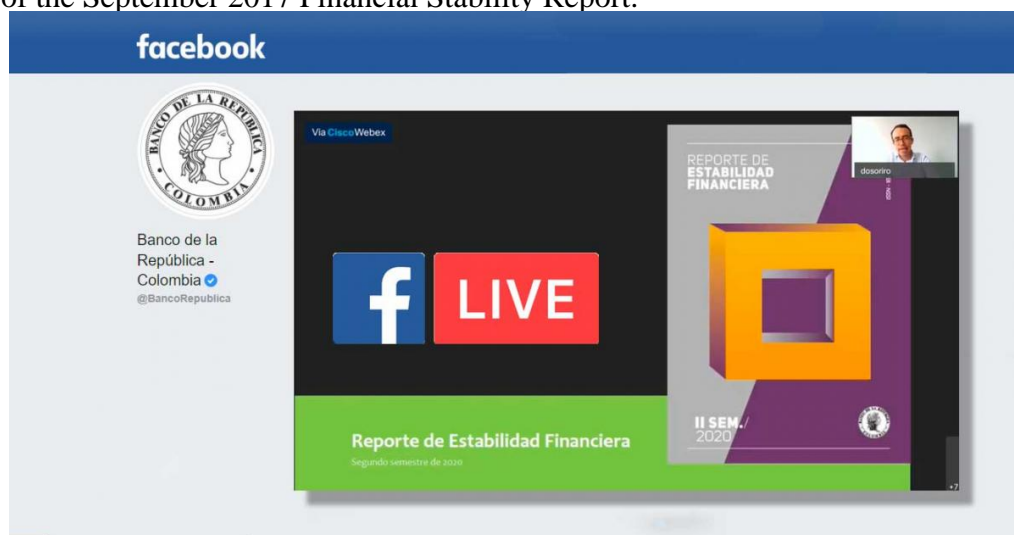 of the September 2017 Financial Stability Report.
facebook
BANCO DE LA REPUBLICA
COLOMBIA
Banco de la
República -
Colombia
@BancoRepublica
Via Cisco Webex
REPORTE DE
ESTABILIDAD
FINANCIERA
dosoriro
f LIVE
II SEM./
2020
Reporte de Estabilidad Financiera
Segundo semestre de 2020
+7